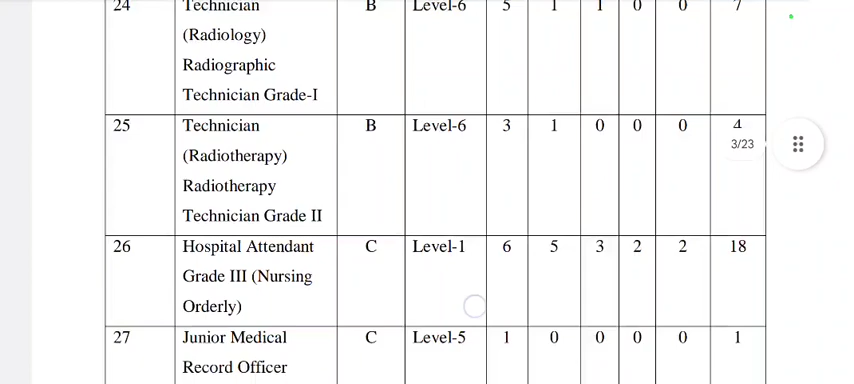 24 Technician B Level-6 5 1 1 0 0 7
(Radiology)
Radiographic
Technician Grade-I
25 Technician B Level-6 3 1 0 0 0 4
3/23
(Radiotherapy)
Radiotherapy
Technician Grade II
26 Hospital Attendant C Level-1 6 5 3 2 2 18
Grade III (Nursing
Orderly)
27 Junior Medical C Level-5 1 0 0 0 0 1
Record Officer